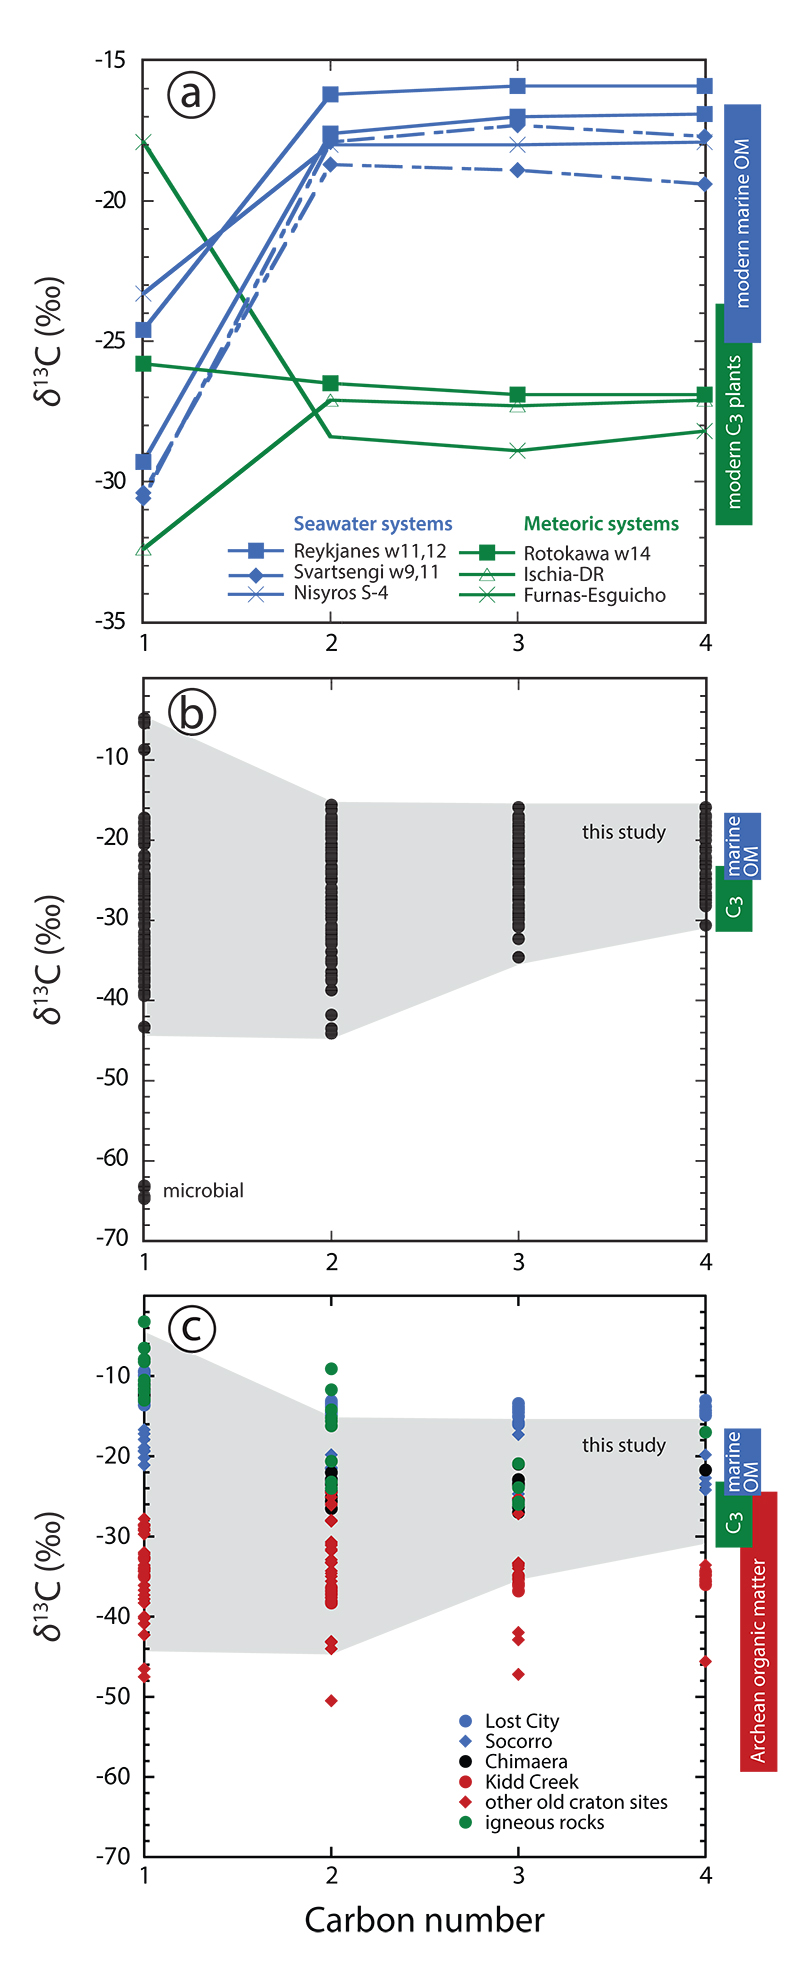 a
-15
-20
-25
-30
-35
δ¹³C (‰)
1
2
3
4
modern marine OM
modern C₃ plants
Seawater systems
Reykjanes w11,12
Svartsengi w9,11
Nisyros S-4
Meteoric systems
Rotokawa w14
Ischia-DR
Furnas-Esguicho
b
-10
-20
-30
-40
-50
-60
-70
δ¹³C (‰)
1
2
3
4
this study
microbial
marine
OM
C₃
c
-10
-20
-30
-40
-50
-60
-70
δ¹³C (‰)
1
2
3
4
this study
marine
OM
C₃
Archean organic matter
Lost City
Socorro
Chimaera
Kidd Creek
other old craton sites
igneous rocks
Carbon number